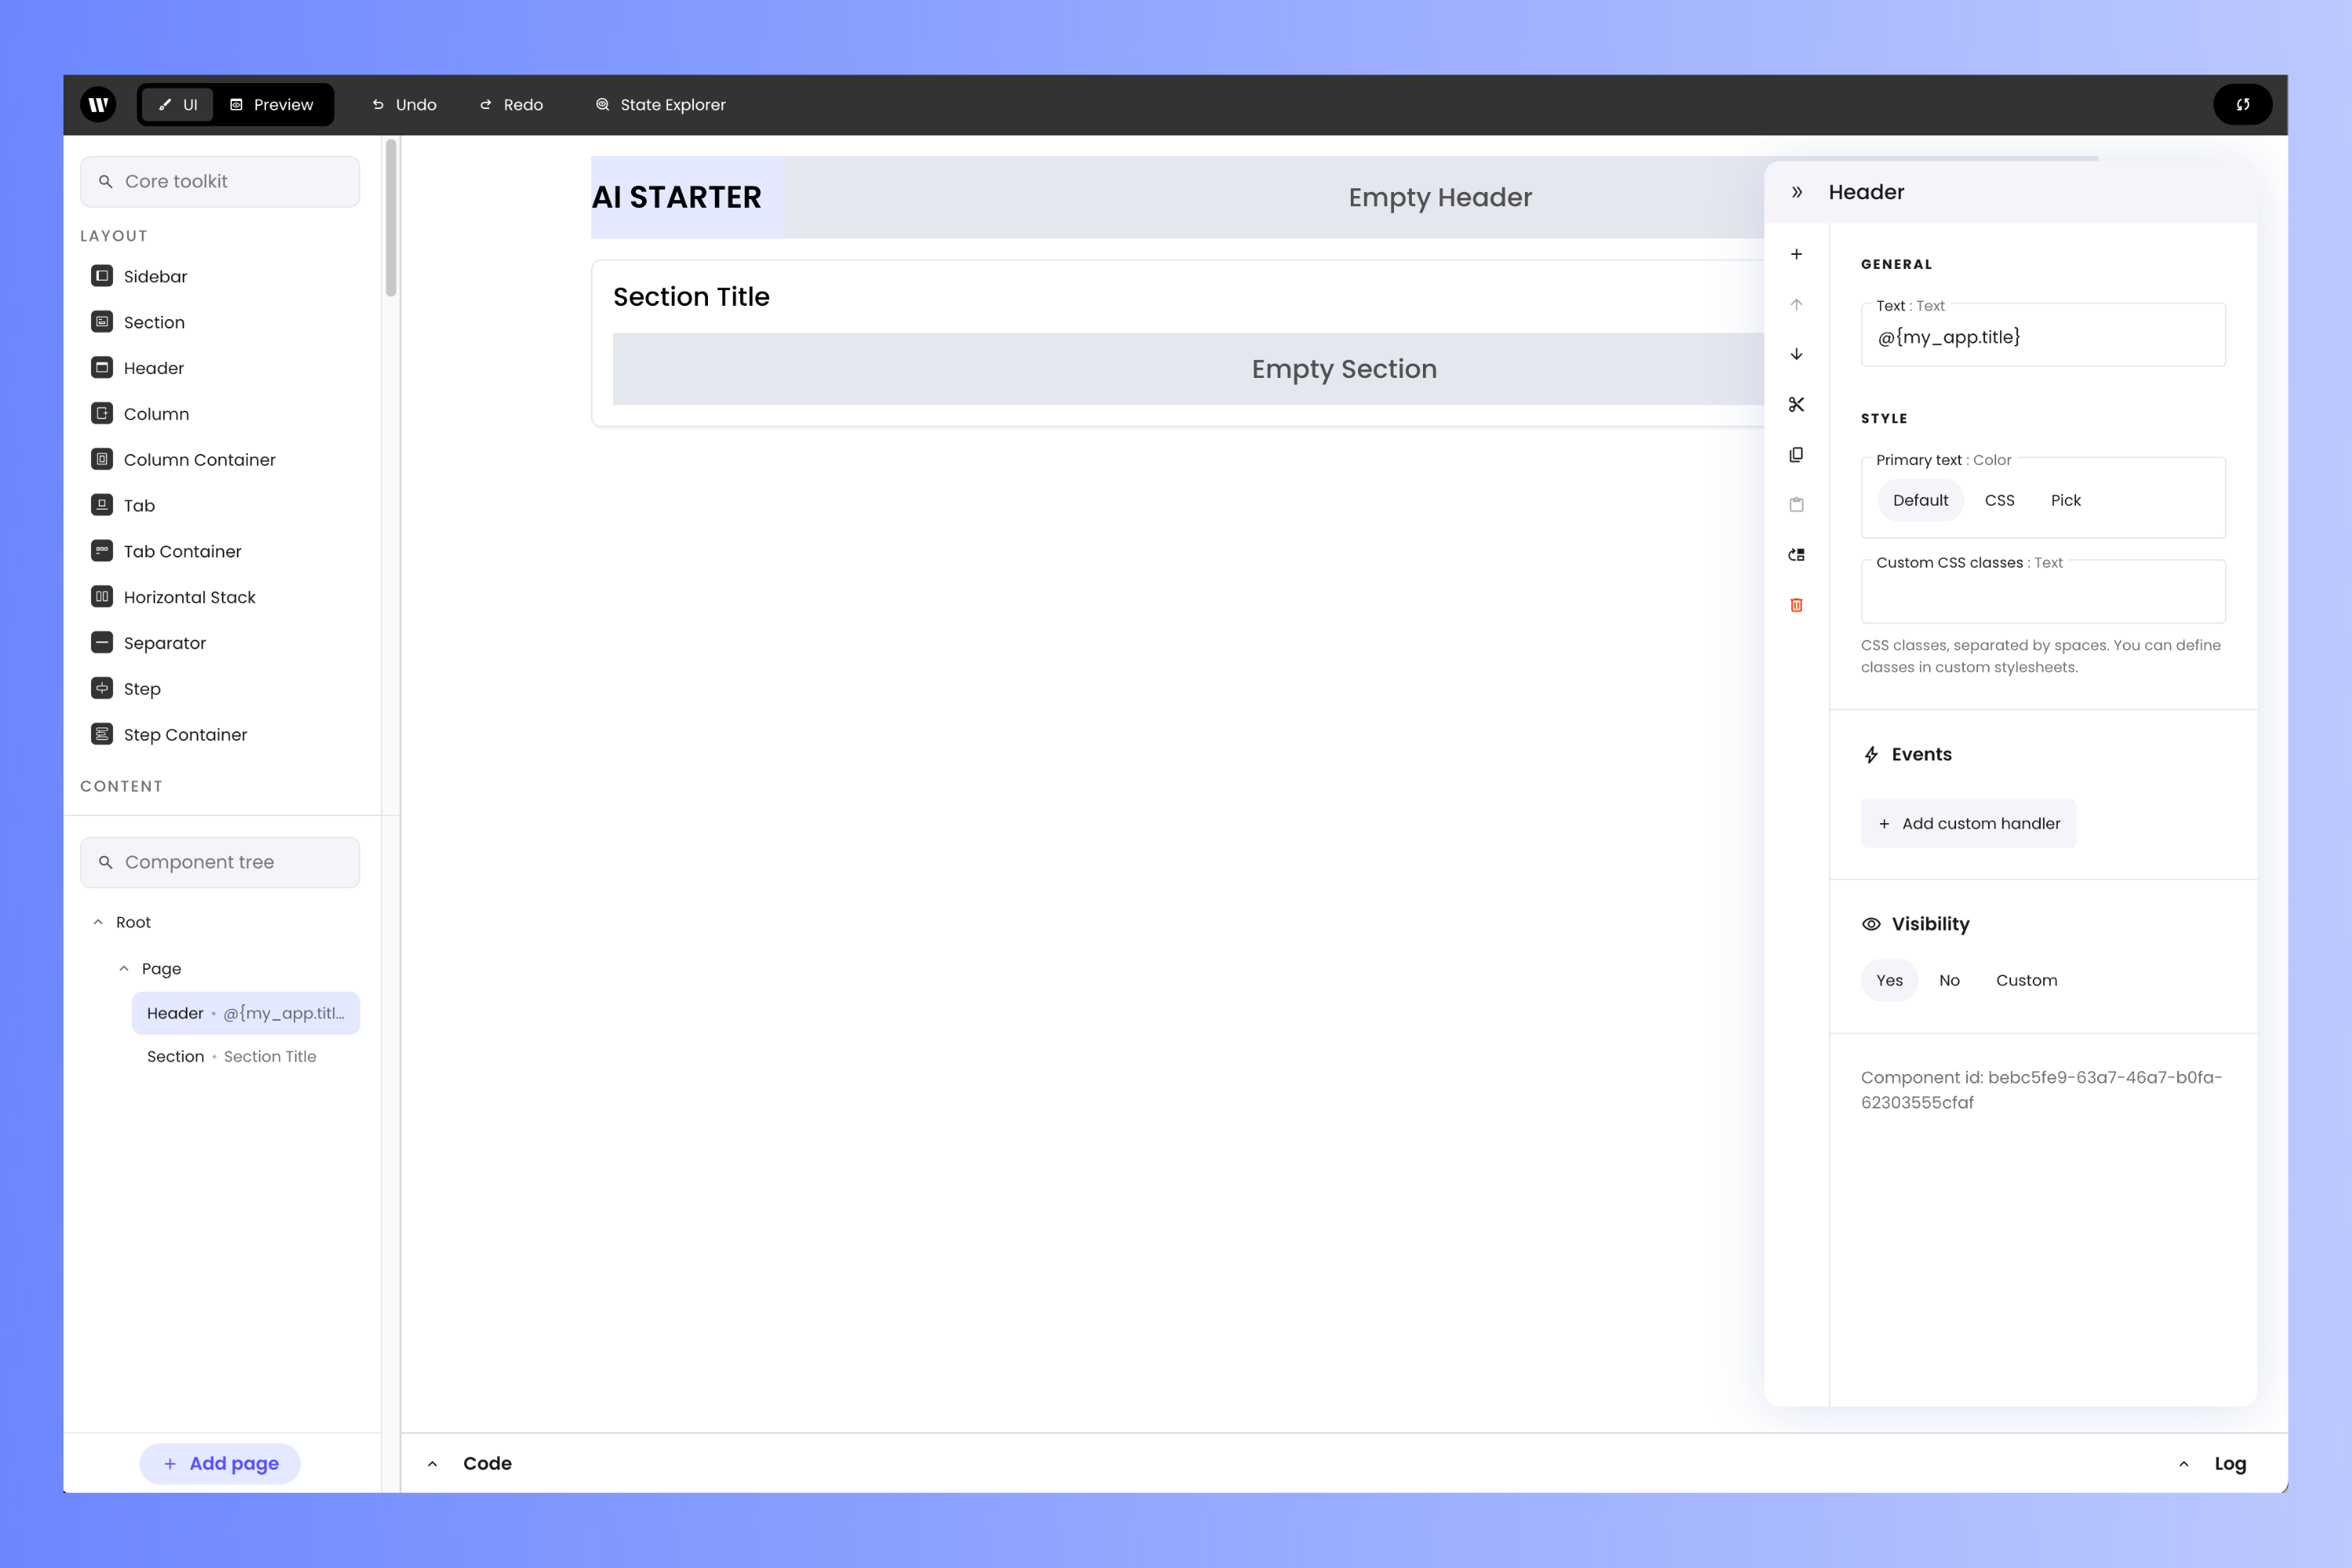 UI
Preview
Undo
Redo
State Explorer
Core toolkit
LAYOUT
Sidebar
Section
Header
Column
Column Container
Tab
Tab Container
Horizontal Stack
Separator
Step
Step Container
CONTENT
Component tree
Root
Page
Header • @{my_app.titl...
Section • Section Title
+ Add page
AI STARTER
Empty Header
Section Title
Empty Section
Code
Log
Header
GENERAL
Text : Text
@{my_app.title}
STYLE
Primary text : Color
Default CSS Pick
Custom CSS classes : Text
CSS classes, separated by spaces. You can define
classes in custom stylesheets.
Events
+ Add custom handler
Visibility
Yes No Custom
Component id: bebc5fe9-63a7-46a7-b0fa-
62303555cfaf